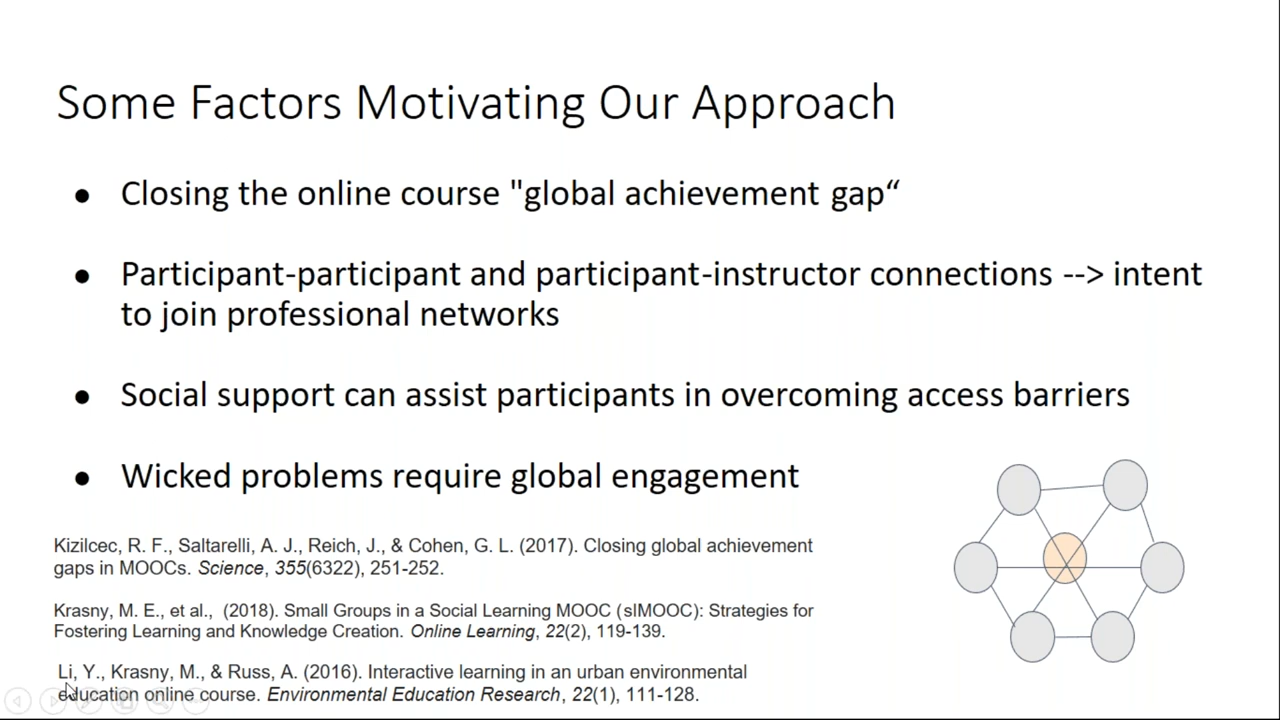 Some Factors Motivating Our Approach
● Closing the online course "global achievement gap“
● Participant-participant and participant-instructor connections --> intent
to join professional networks
● Social support can assist participants in overcoming access barriers
● Wicked problems require global engagement
Kizilcec, R. F., Saltarelli, A. J., Reich, J., & Cohen, G. L. (2017). Closing global achievement
gaps in MOOCs. Science, 355(6322), 251-252.
Krasny, M. E., et al., (2018). Small Groups in a Social Learning MOOC (slMOOC): Strategies for
Fostering Learning and Knowledge Creation. Online Learning, 22(2), 119-139.
Li, Y., Krasny, M., & Russ, A. (2016). Interactive learning in an urban environmental
education online course. Environmental Education Research, 22(1), 111-128.